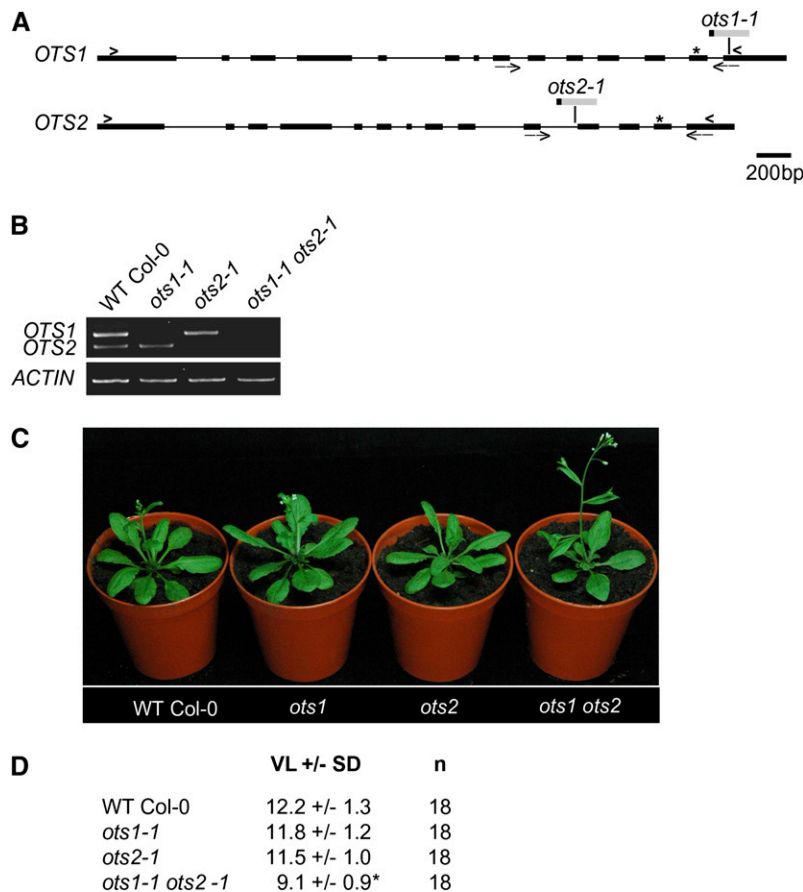 A
ots1-1
OTS1
*
ots2-1
OTS2
*
200bp
B
WT Col-0
ots1-1
ots2-1
ots1-1 ots2-1
OTS1
OTS2
ACTIN
C
WT Col-0 ots1 ots2 ots1 ots2
D
VL +/- SD n
WT Col-0 12.2 +/- 1.3 18
ots1-1 11.8 +/- 1.2 18
ots2-1 11.5 +/- 1.0 18
ots1-1 ots2 -1 9.1 +/- 0.9* 18